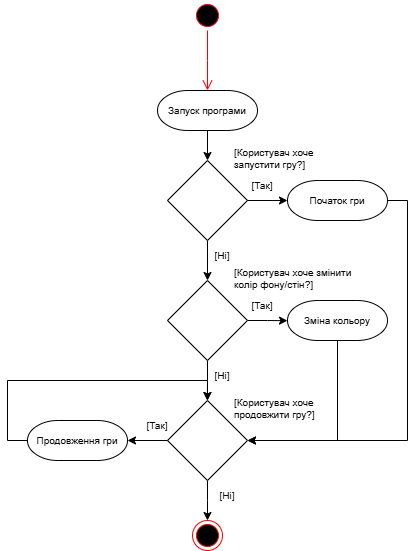 Запуск програми
[Користувач хоче
запустити гру?]
[Так]
Початок гри
[Ні]
[Користувач хоче змінити
колір фону/стін?]
[Так]
Зміна кольору
[Ні]
[Користувач хоче
продовжити гру?]
[Так]
Продовження гри
[Ні]